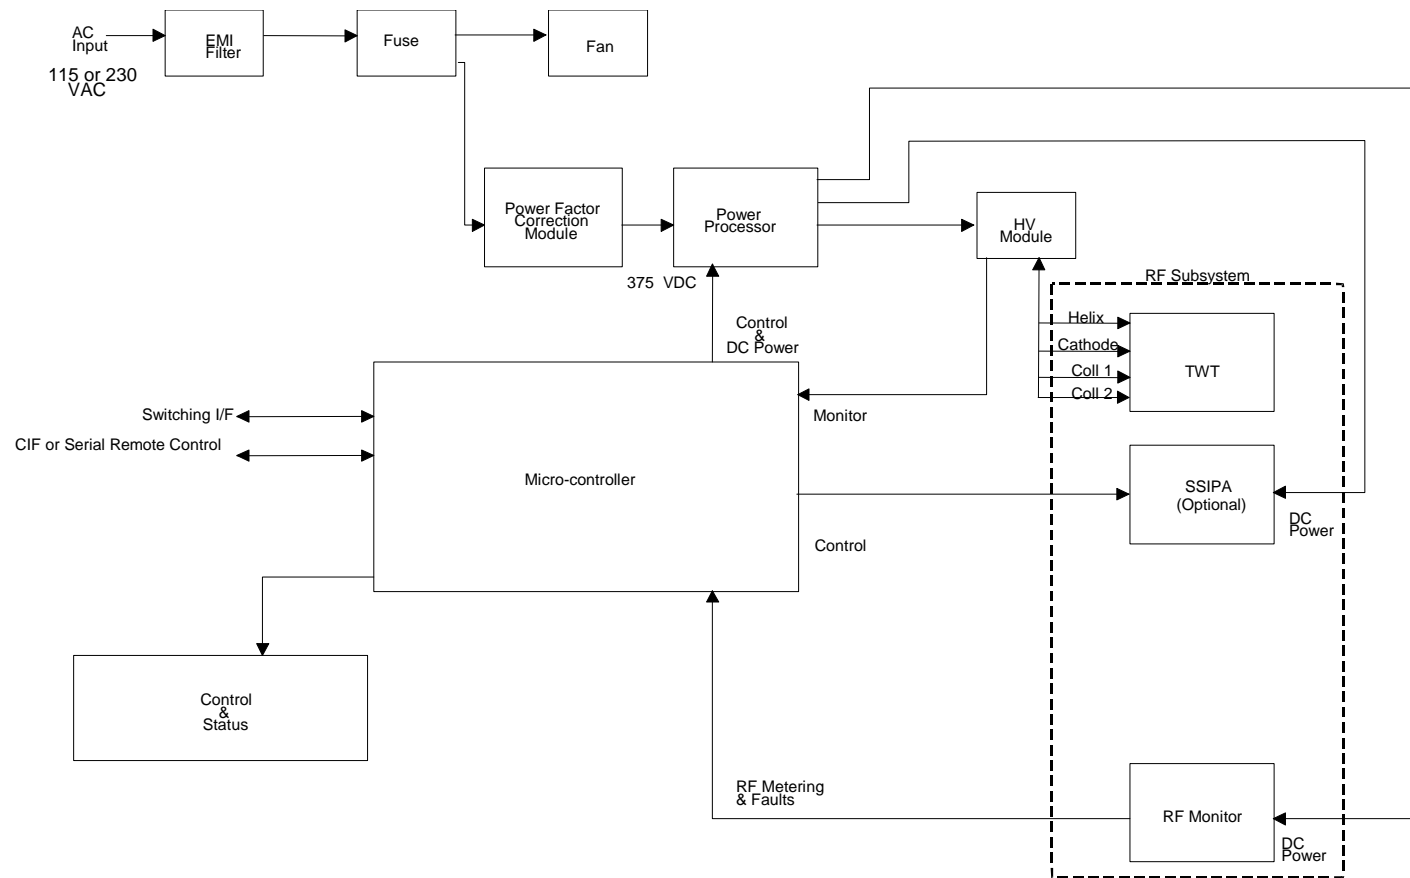 AC
Input
115 or 230
VAC
EMI
Filter
Fuse
Fan
Power Factor
Correction
Module
375 VDC
Power
Processor
HV
Module
RF Subsystem
Helix
Cathode
Coll 1
Coll 2
TWT
Control
&
DC Power
Monitor
Switching I/F
CIF or Serial Remote Control
Micro-controller
SSIPA
(Optional)
DC
Power
Control
Control
&
Status
RF Metering
& Faults
RF Monitor
DC
Power